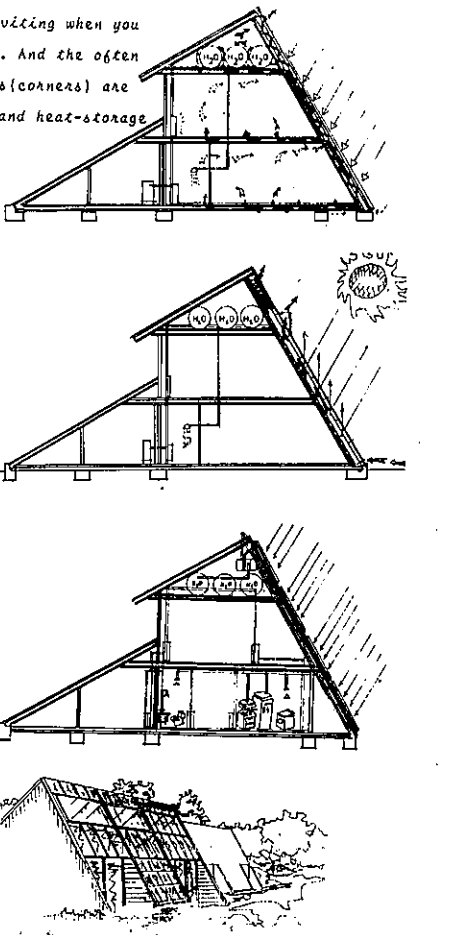 viting when you
. And the often
s(corners) are
and heat-storage
H₂O H₂O H₂O
H₂O H₂O H₂O
H₂O H₂O H₂O